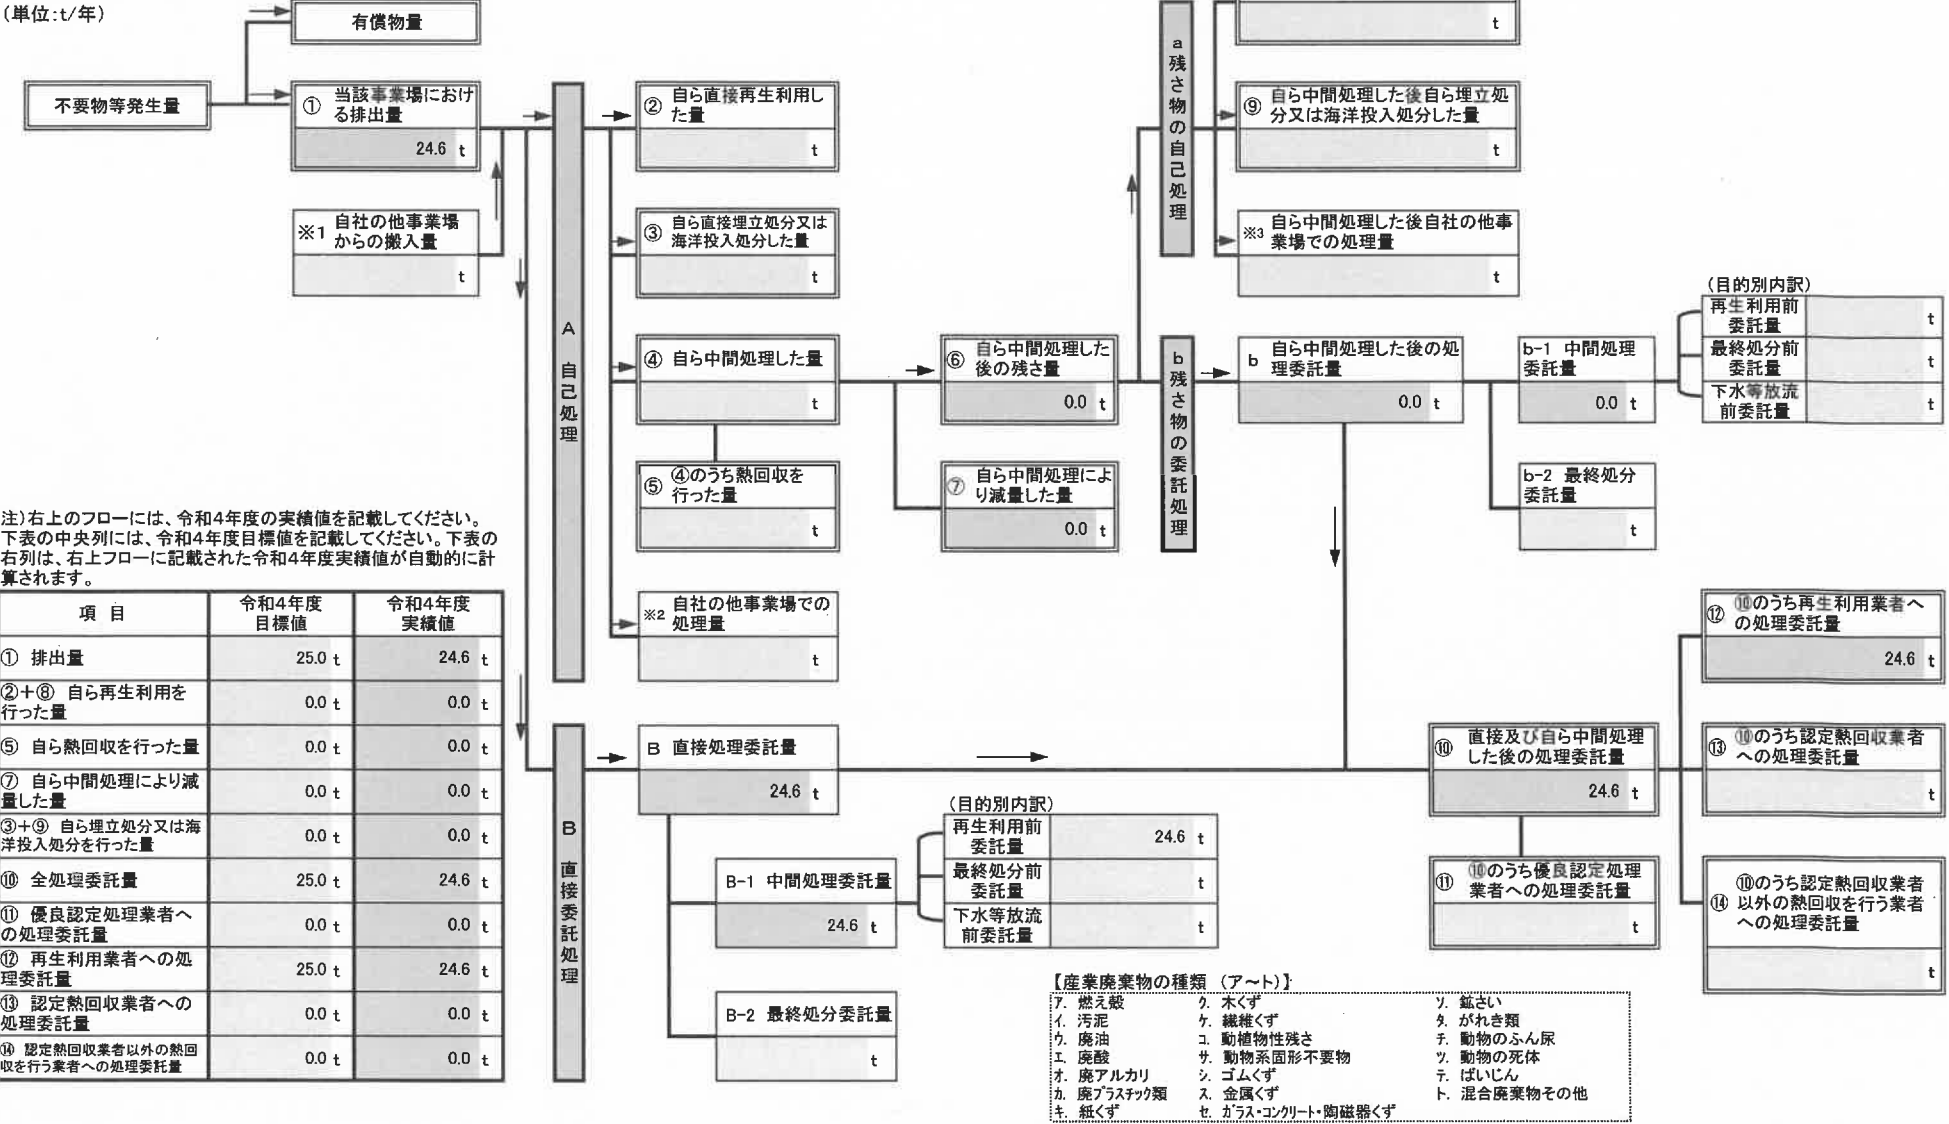 (単位:t/年)
有償物量
不要物等発生量
① 当該事業場におけ
る排出量
24.6 t
※1 自社の他事業場
からの搬入量
t
A 自己処理
② 自ら直接再生利用し
た量
t
③ 自ら直接埋立処分又は
海洋投入処分した量
t
④ 自ら中間処理した量
t
⑤ ④のうち熱回収を
行った量
t
※2 自社の他事業場での
処理量
t
⑥ 自ら中間処理した
後の残さ量
0.0 t
⑦ 自ら中間処理によ
り減量した量
0.0 t
a 残さ物の自己処理
t
⑨ 自ら中間処理した後自ら埋立処
分又は海洋投入処分した量
t
※3 自ら中間処理した後自社の他事
業場での処理量
t
b 残さ物の委託処理
b 自ら中間処理した後の処
理委託量
0.0 t
b-1 中間処理
委託量
0.0 t
(目的別内訳)
再生利用前
委託量
t
最終処分前
委託量
t
下水等放流
前委託量
t
b-2 最終処分
委託量
t
注)右上のフローには、令和4年度の実績値を記載してください。
下表の中央列には、令和4年度目標値を記載してください。下表の
右列は、右上フローに記載された令和4年度実績値が自動的に計
算されます。
項 目
令和4年度
目標値
令和4年度
実績値
① 排出量 25.0 t 24.6 t
②+⑧ 自ら再生利用を
行った量 0.0 t 0.0 t
⑤ 自ら熱回収を行った量 0.0 t 0.0 t
⑦ 自ら中間処理により減
量した量 0.0 t 0.0 t
③+⑨ 自ら埋立処分又は海
洋投入処分を行った量 0.0 t 0.0 t
⑩ 全処理委託量 25.0 t 24.6 t
⑪ 優良認定処理業者へ
の処理委託量 0.0 t 0.0 t
⑫ 再生利用業者への処
理委託量 25.0 t 24.6 t
⑬ 認定熱回収業者への
処理委託量 0.0 t 0.0 t
⑭ 認定熱回収業者以外の熱回
収を行う業者への処理委託量 0.0 t 0.0 t
B 直接委託処理
B 直接処理委託量
24.6 t
B-1 中間処理委託量
24.6 t
(目的別内訳)
再生利用前
委託量
24.6 t
最終処分前
委託量
t
下水等放流
前委託量
t
B-2 最終処分委託量
t
⑩ 直接及び自ら中間処理
した後の処理委託量
24.6 t
⑪ ⑩のうち優良認定処理
業者への処理委託量
t
⑫ ⑩のうち再生利用業者へ
の処理委託量
24.6 t
⑬ ⑩のうち認定熱回収業者
への処理委託量
t
⑭ ⑩のうち認定熱回収業者
以外の熱回収を行う業者
への処理委託量
t
【産業廃棄物の種類 (ア~ト)】
ア. 燃え殻
イ. 汚泥
ウ. 廃油
エ. 廃酸
オ. 廃アルカリ
カ. 廃プラスチック類
キ. 紙くず
ク. 木くず
ケ. 繊維くず
コ. 動植物性残さ
サ. 動物系固形不要物
シ. ゴムくず
ス. 金属くず
セ. ガラス・コンクリート・陶磁器くず
ソ. 鉱さい
タ. がれき類
チ. 動物のふん尿
ツ. 動物の死体
テ. ばいじん
ト. 混合廃棄物その他